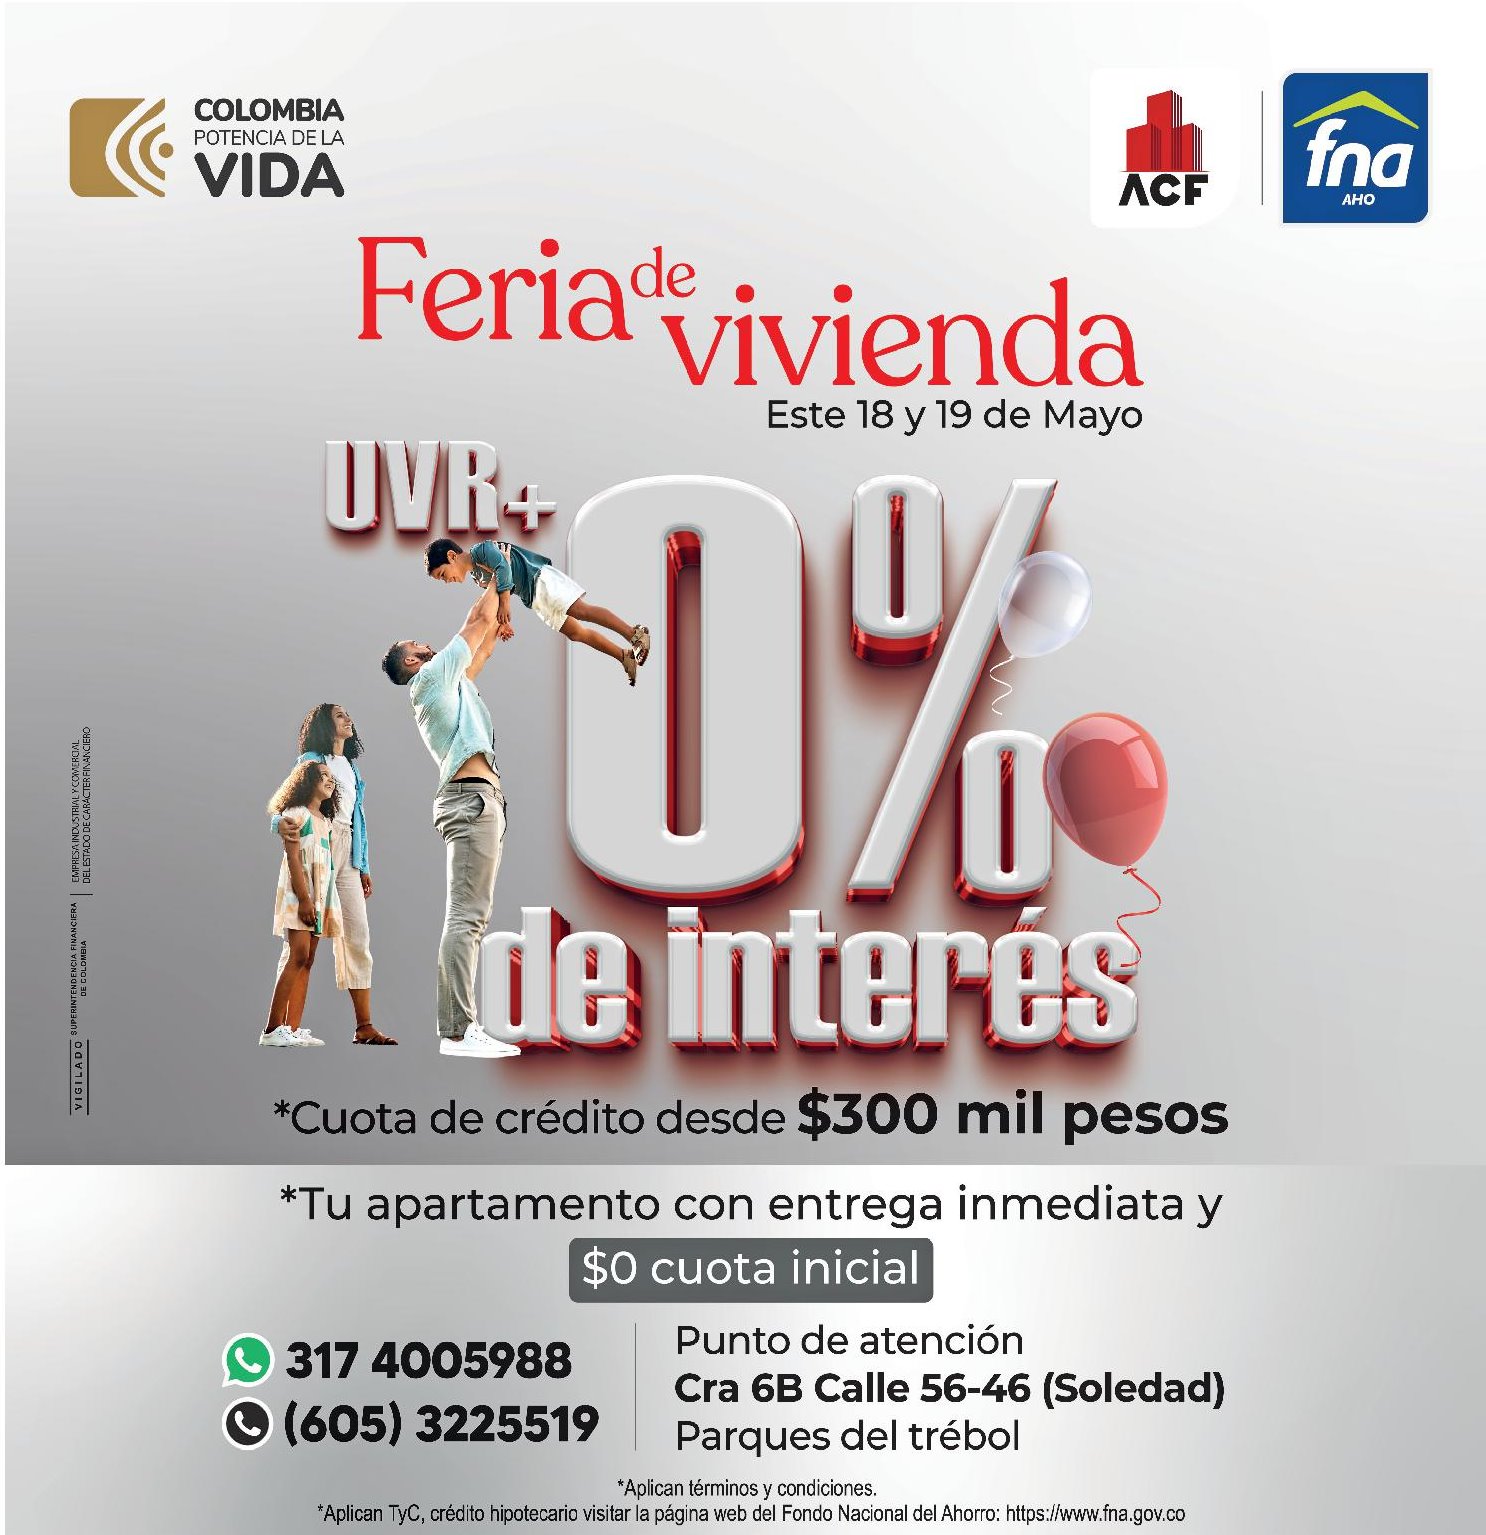 COLOMBIA
POTENCIA DE LA
VIDA
ACF
fna
AHO
Feria de
vivienda
Este 18 y 19 de Mayo
UVR+
0%
de interés
*Cuota de crédito desde $300 mil pesos
*Tu apartamento con entrega inmediata y
$0 cuota inicial
317 4005988
(605) 3225519
Punto de atención
Cra 6B Calle 56-46 (Soledad)
Parques del trébol
*Aplican términos y condiciones.
*Aplican TyC, crédito hipotecario visitar la página web del Fondo Nacional del Ahorro: https://www.fna.gov.co
VIGILADO
SUPERINTENDENCIA FINANCIERA
DE COLOMBIA
EMPRESA INDUSTRIAL Y COMERCIAL
DEL ESTADO DE CARÁCTER FINANCIERO